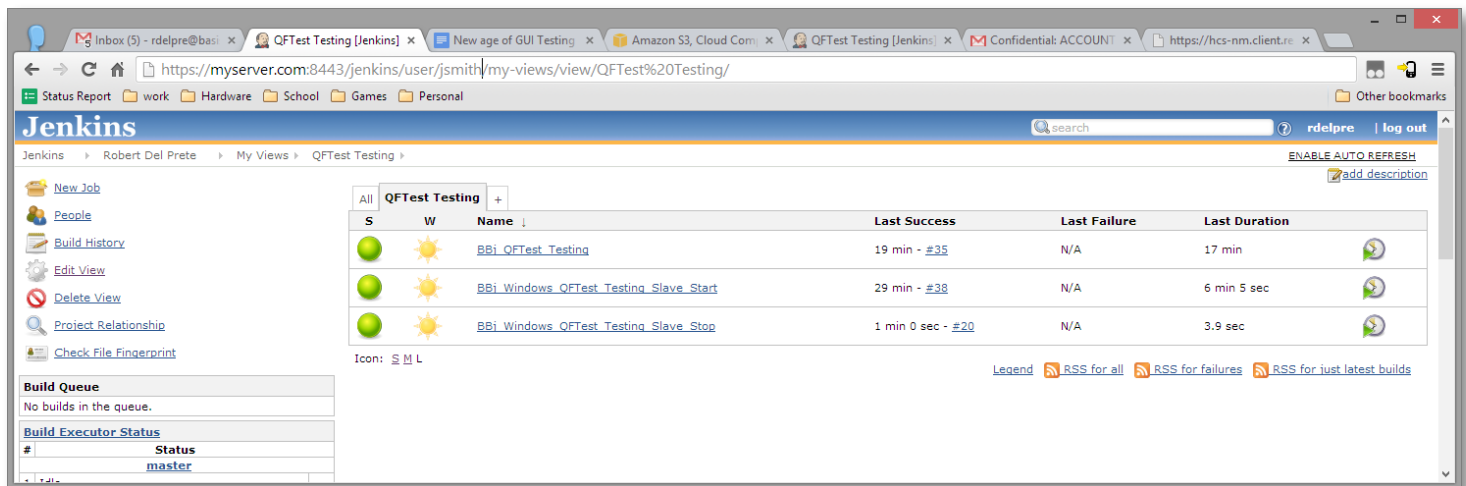 Inbox (5) - rdelpre@basi
QFTest Testing [Jenkins]
New age of GUI Testing
Amazon S3, Cloud Com
QFTest Testing [Jenkins]
Confidential: ACCOUNT
https://hcs-nm.client.re
https://myserver.com:8443/jenkins/user/jsmith/my-views/view/QFTest%20Testing/
Status Report work Hardware School Games Personal Other bookmarks
Jenkins search rdelpre | log out
Jenkins Robert Del Prete My Views QFTest Testing ENABLE AUTO REFRESH
add description
New Job
People
Build History
Edit View
Delete View
Project Relationship
Check File Fingerprint
All QFTest Testing +
S W Name ↓ Last Success Last Failure Last Duration
BBj_QFTest_Testing 19 min - #35 N/A 17 min
BBj_Windows_QFTest_Testing_Slave_Start 29 min - #38 N/A 6 min 5 sec
BBj_Windows_QFTest_Testing_Slave_Stop 1 min 0 sec - #20 N/A 3.9 sec
Icon: S M L
Legend RSS for all RSS for failures RSS for just latest builds
Build Queue
No builds in the queue.
Build Executor Status
# Status
master